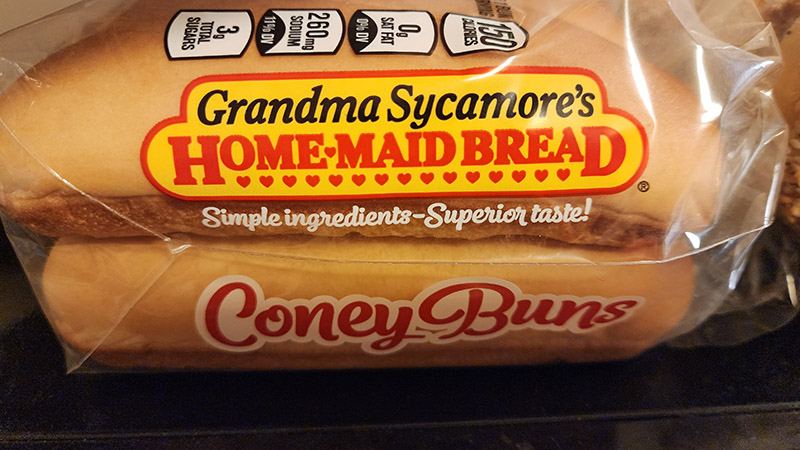 3g
TOTAL
SUGARS
260mg
SODIUM
11% DV
0g
SAT FAT
0% DV
150
CALORIES
Grandma Sycamore's
HOME•MAID BREAD
®
Simple ingredients–Superior taste!
Coney Buns